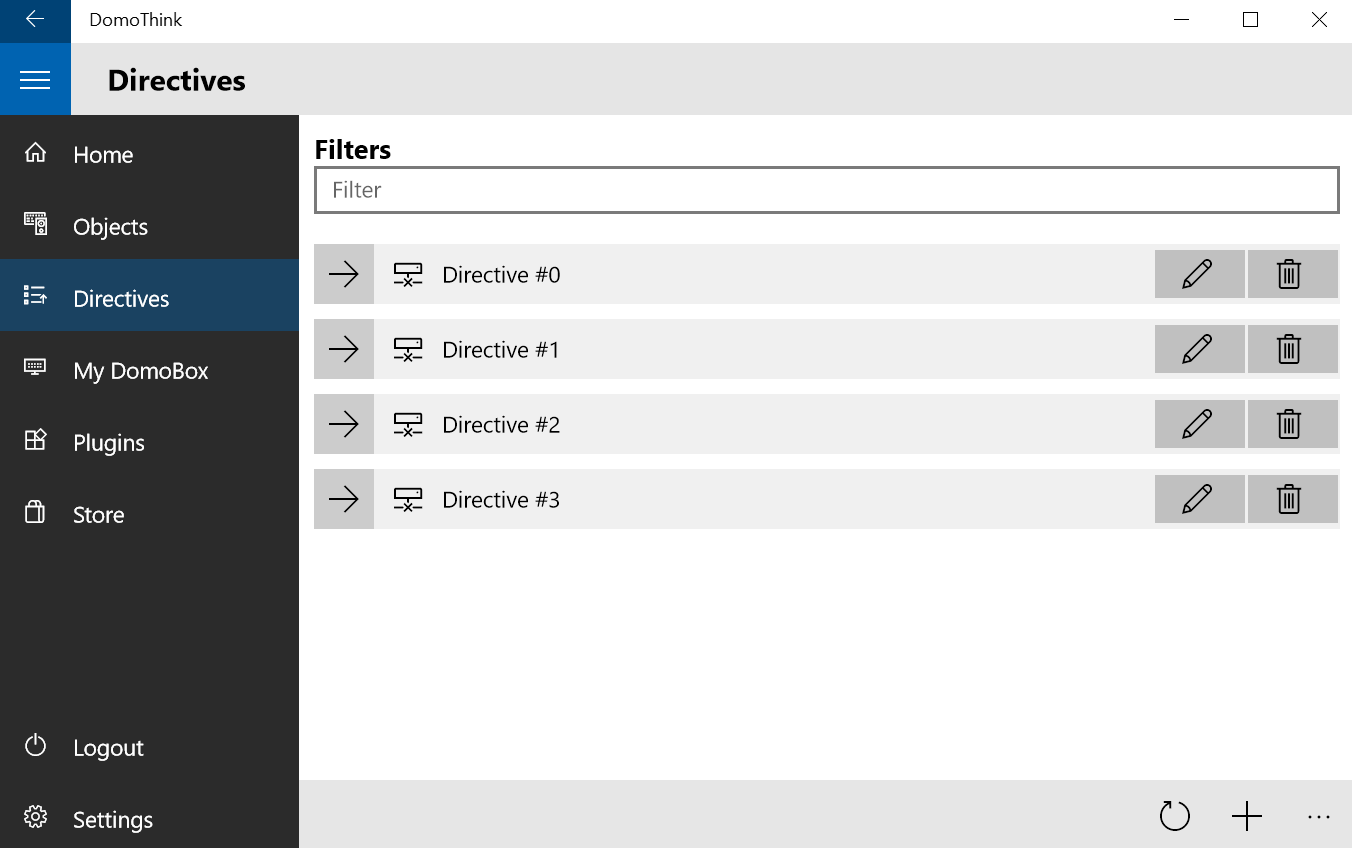 DomoThink
Directives
Home
Objects
Directives
My DomoBox
Plugins
Store
Logout
Settings
Filters
Filter
Directive #0
Directive #1
Directive #2
Directive #3